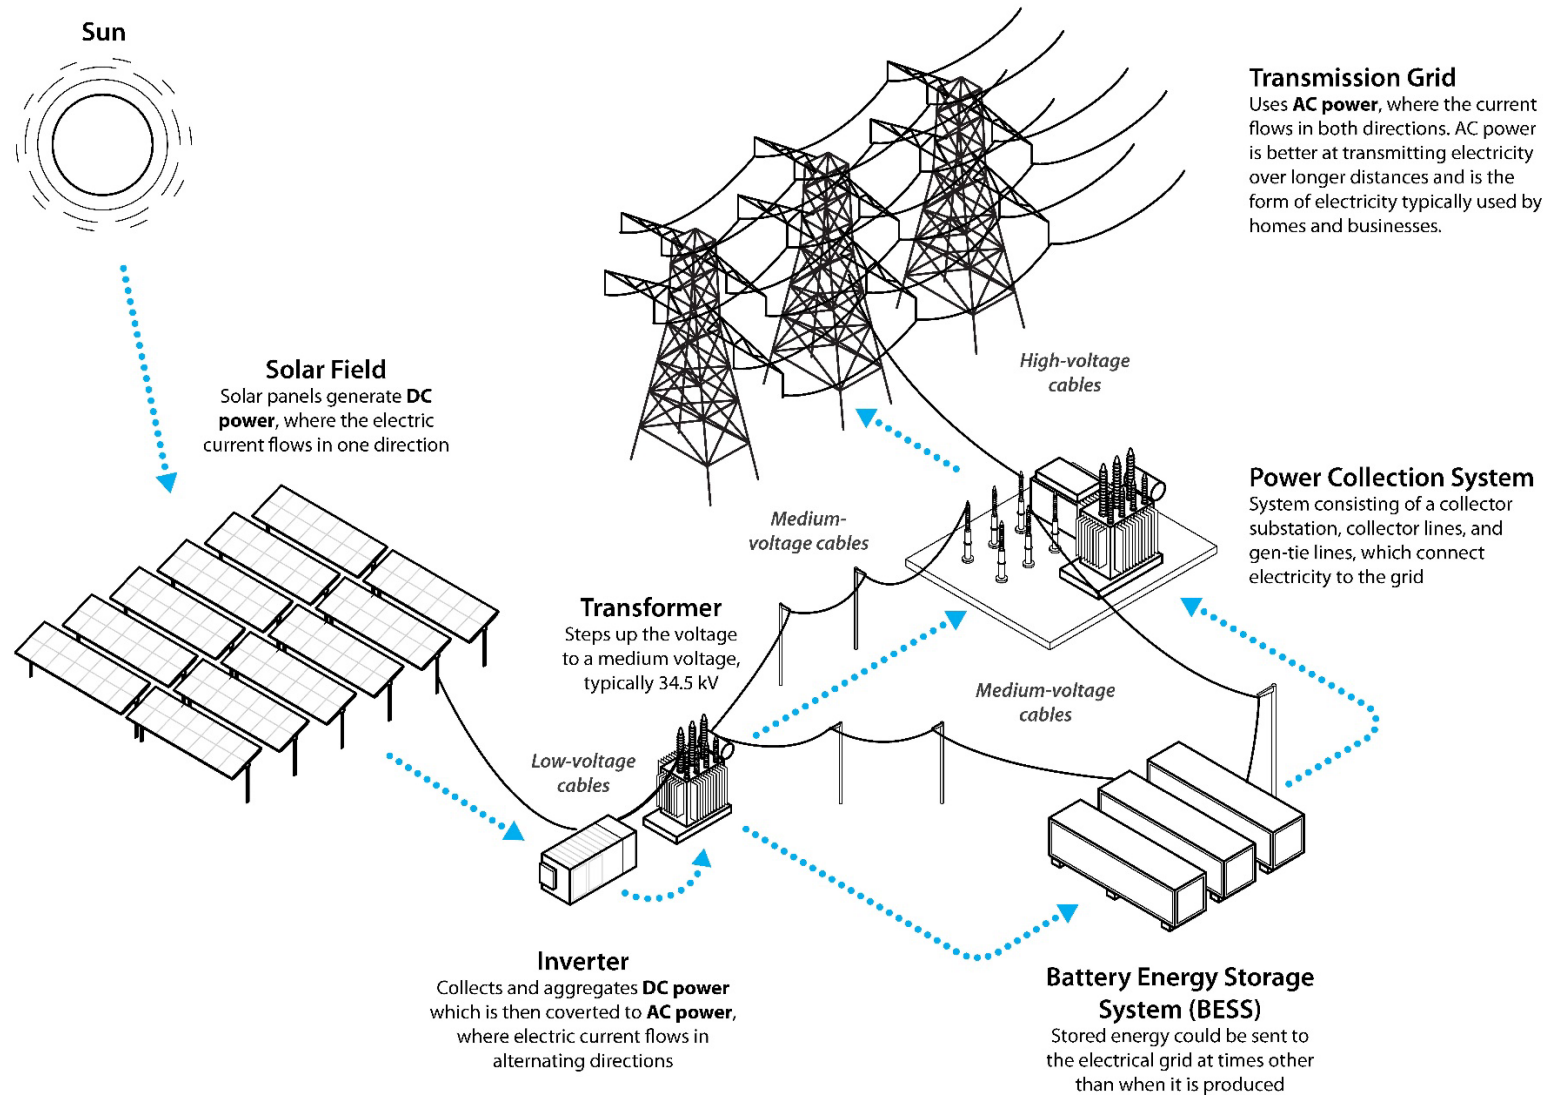 Sun
Transmission Grid
Uses AC power, where the current
flows in both directions. AC power
is better at transmitting electricity
over longer distances and is the
form of electricity typically used by
homes and businesses.
Solar Field
Solar panels generate DC
power, where the electric
current flows in one direction
High-voltage
cables
Power Collection System
System consisting of a collector
substation, collector lines, and
gen-tie lines, which connect
electricity to the grid
Medium-
voltage cables
Transformer
Steps up the voltage
to a medium voltage,
typically 34.5 kV
Medium-voltage
cables
Low-voltage
cables
Inverter
Collects and aggregates DC power
which is then coverted to AC power,
where electric current flows in
alternating directions
Battery Energy Storage
System (BESS)
Stored energy could be sent to
the electrical grid at times other
than when it is produced